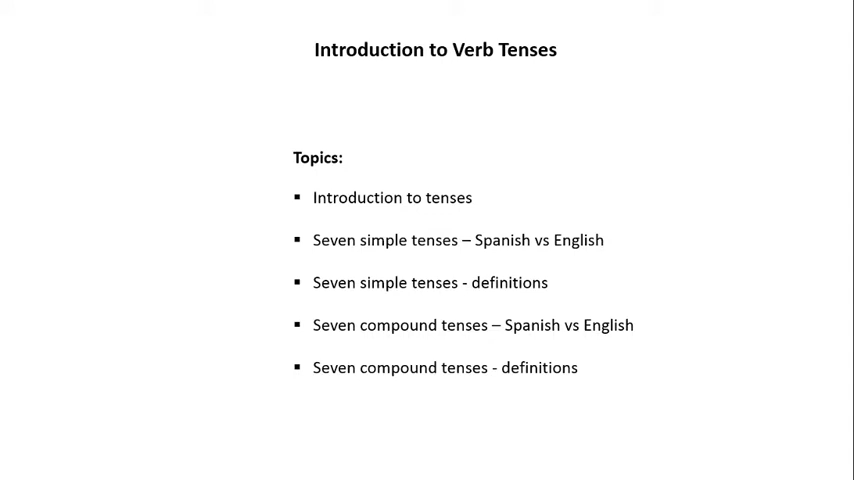 Introduction to Verb Tenses
Topics:
▪ Introduction to tenses
▪ Seven simple tenses – Spanish vs English
▪ Seven simple tenses - definitions
▪ Seven compound tenses – Spanish vs English
▪ Seven compound tenses - definitions